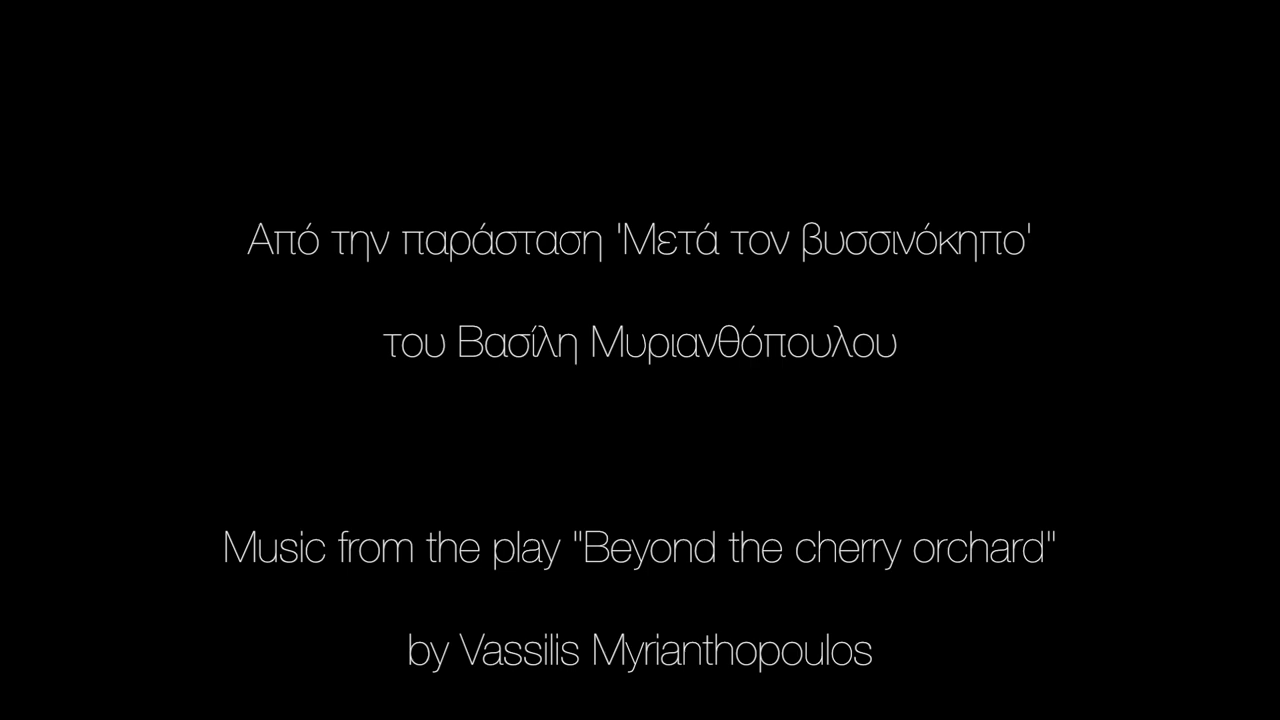 Από την παράσταση 'Μετά τον βυσσινόκηπο'
του Βασίλη Μυριανθόπουλου
Music from the play "Beyond the cherry orchard"
by Vassilis Myrianthopoulos